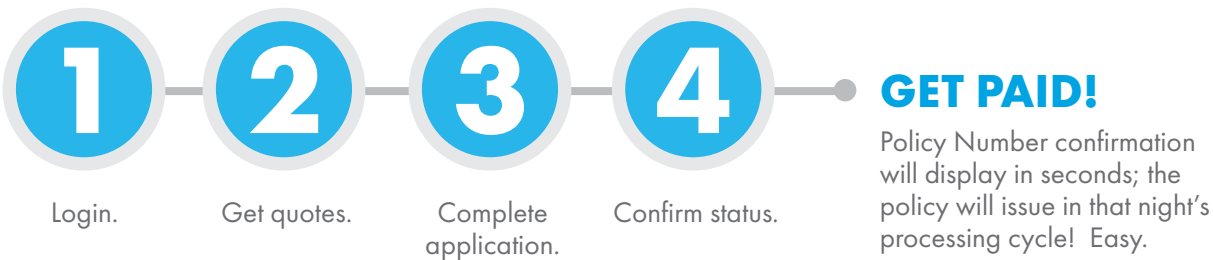 1
Login.
2
Get quotes.
3
Complete
application.
4
Confirm status.
GET PAID!
Policy Number confirmation
will display in seconds; the
policy will issue in that night's
processing cycle!  Easy.